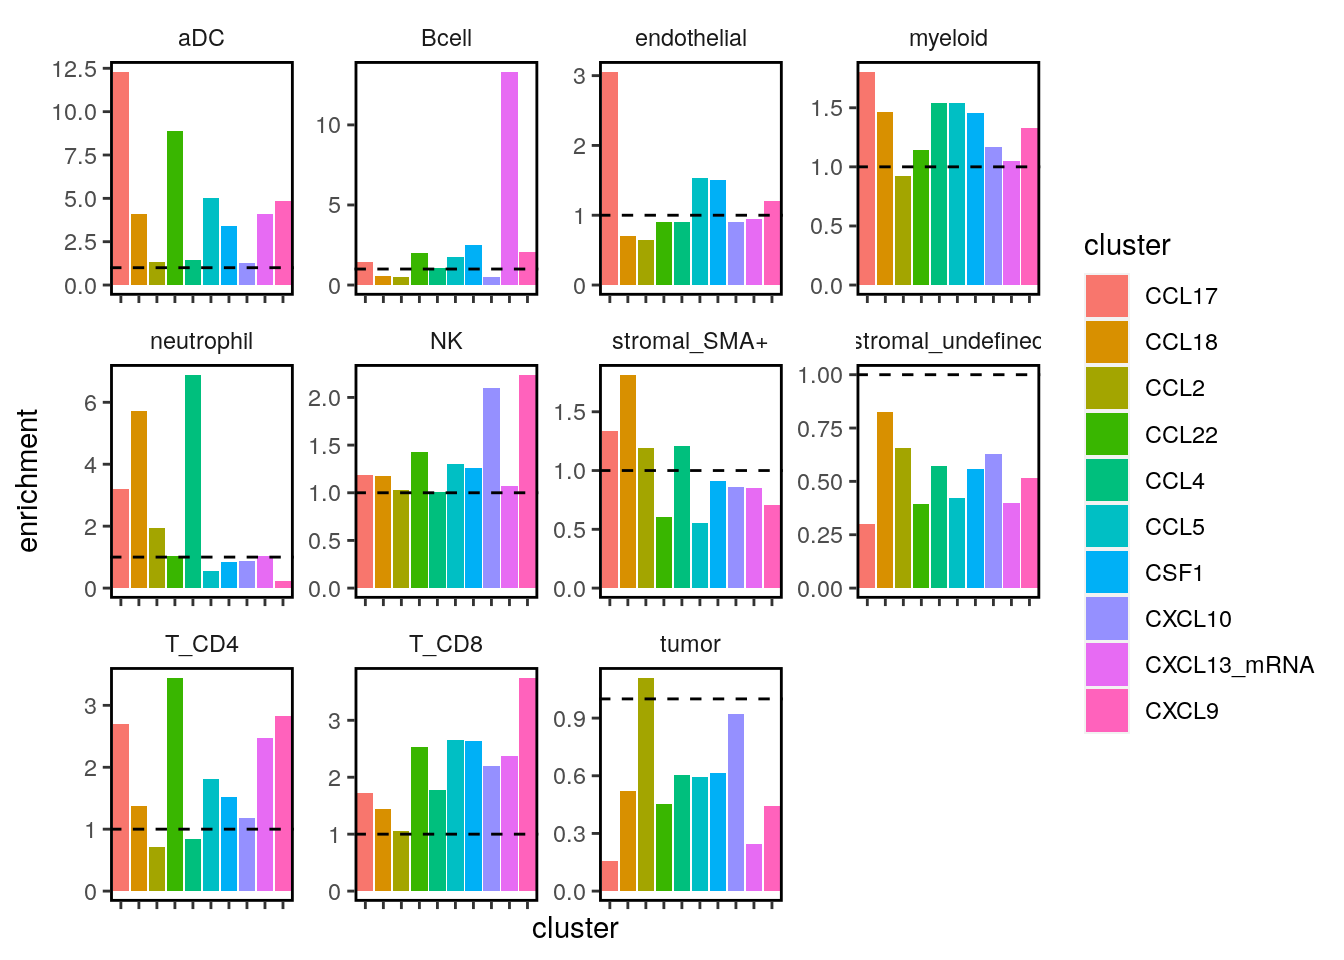 aDC Bcell endothelial myeloid
12.5
10.0
7.5
5.0
2.5
0.0
10
5
0
3
2
1
0
1.5
1.0
0.5
0.0
neutrophil NK stromal_SMA+ stromal_undefined
6
4
2
0
2.0
1.5
1.0
0.5
0.0
1.5
1.0
0.5
0.0
1.00
0.75
0.50
0.25
0.00
T_CD4 T_CD8 tumor
3
2
1
0
3
2
1
0
0.9
0.6
0.3
0.0
enrichment
cluster
cluster
CCL17
CCL18
CCL2
CCL22
CCL4
CCL5
CSF1
CXCL10
CXCL13_mRNA
CXCL9